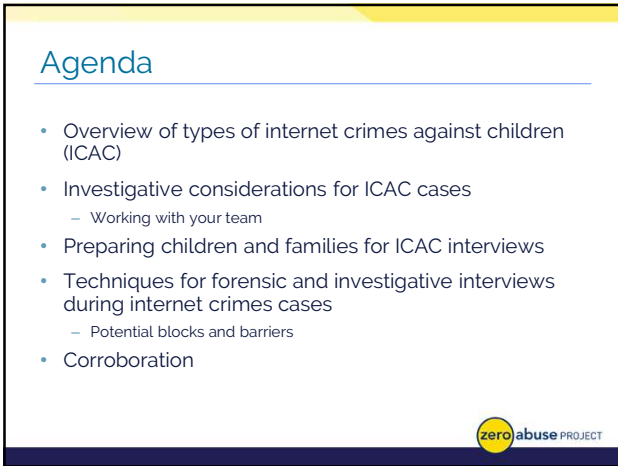 Agenda
• Overview of types of internet crimes against children
(ICAC)
• Investigative considerations for ICAC cases
– Working with your team
• Preparing children and families for ICAC interviews
• Techniques for forensic and investigative interviews
during internet crimes cases
– Potential blocks and barriers
• Corroboration
zero abuse PROJECT